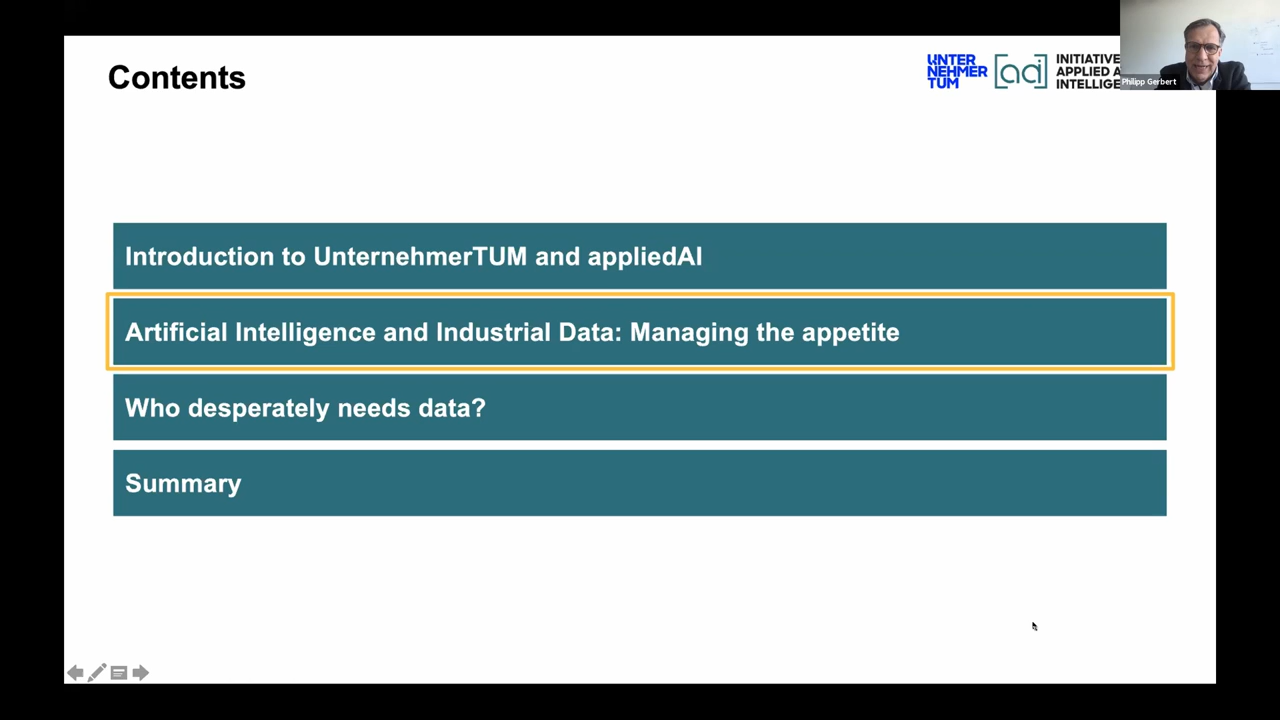 Contents
UNTER
NEHMER
TUM
[aai]
INITIATIVE
APPLIED A
INTELLIGE
Philipp Gerbert
Introduction to UnternehmerTUM and appliedAI
Artificial Intelligence and Industrial Data: Managing the appetite
Who desperately needs data?
Summary